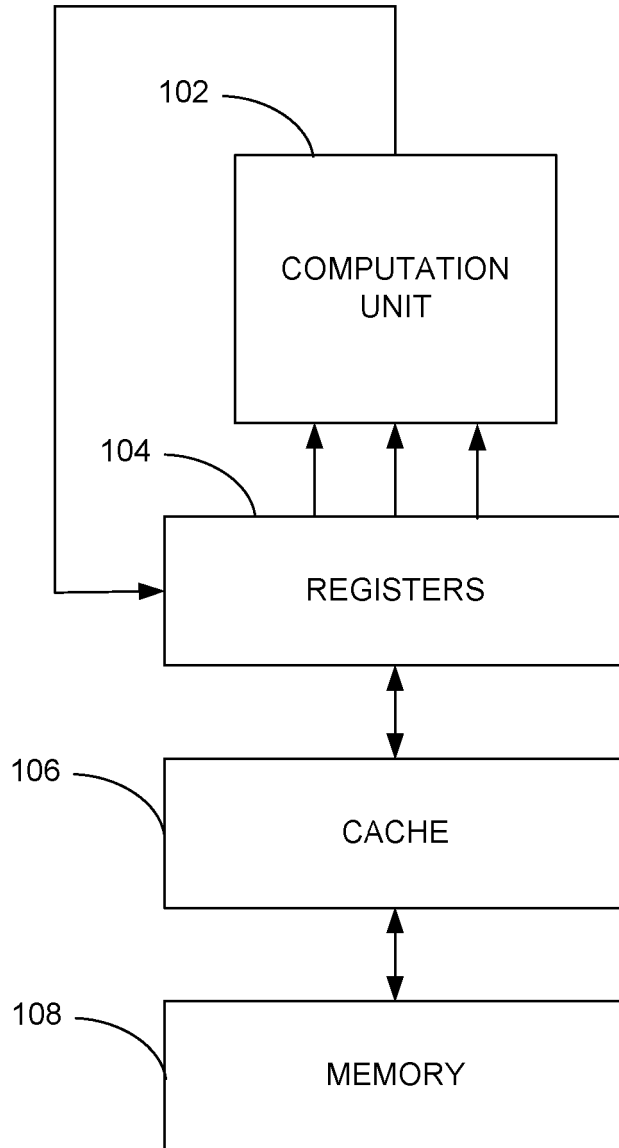 102
COMPUTATION
UNIT
104
REGISTERS
106
CACHE
108
MEMORY